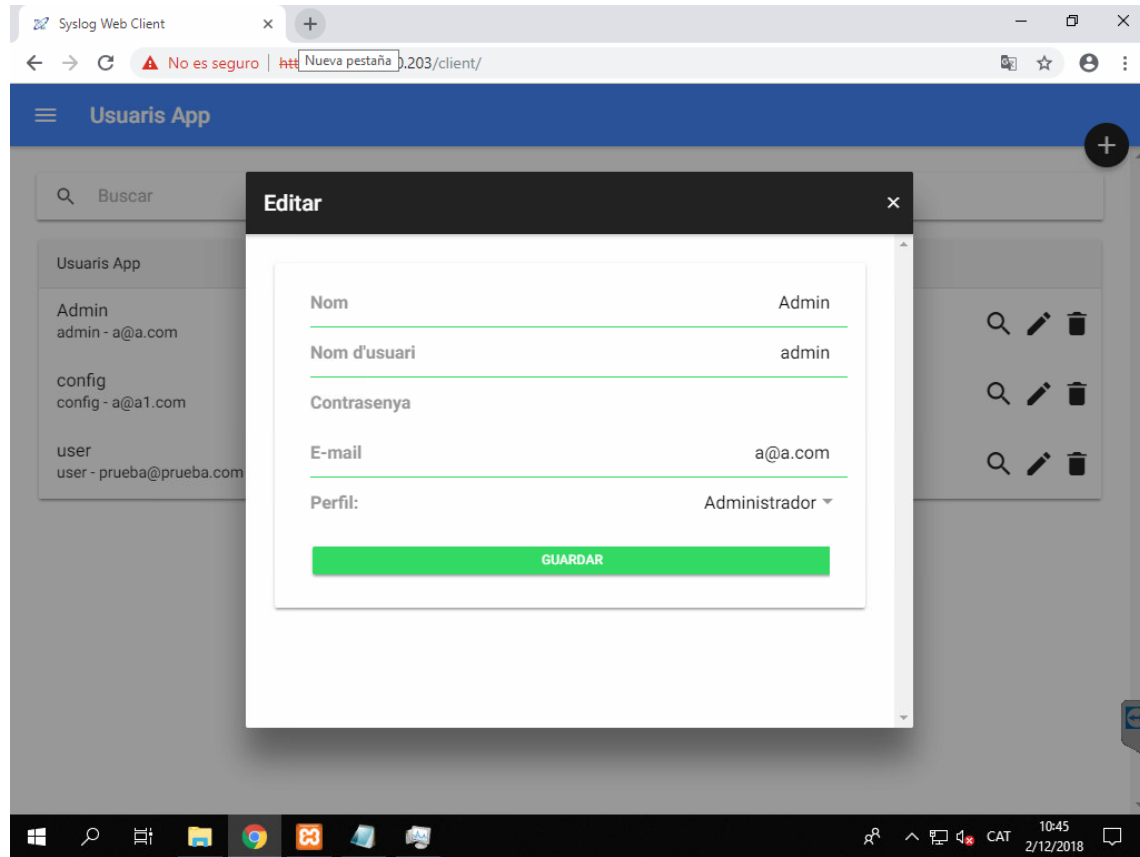 Syslog Web Client
No es seguro
htt
Nueva pestaña
0.203/client/
Usuaris App
Buscar
Editar
Usuaris App
Nom
Admin
Admin
admin - a@a.com
Nom d'usuari
admin
config
config - a@a1.com
Contrasenya
E-mail
a@a.com
user
user - prueba@prueba.com
Perfil:
Administrador
GUARDAR
CAT
10:45
2/12/2018